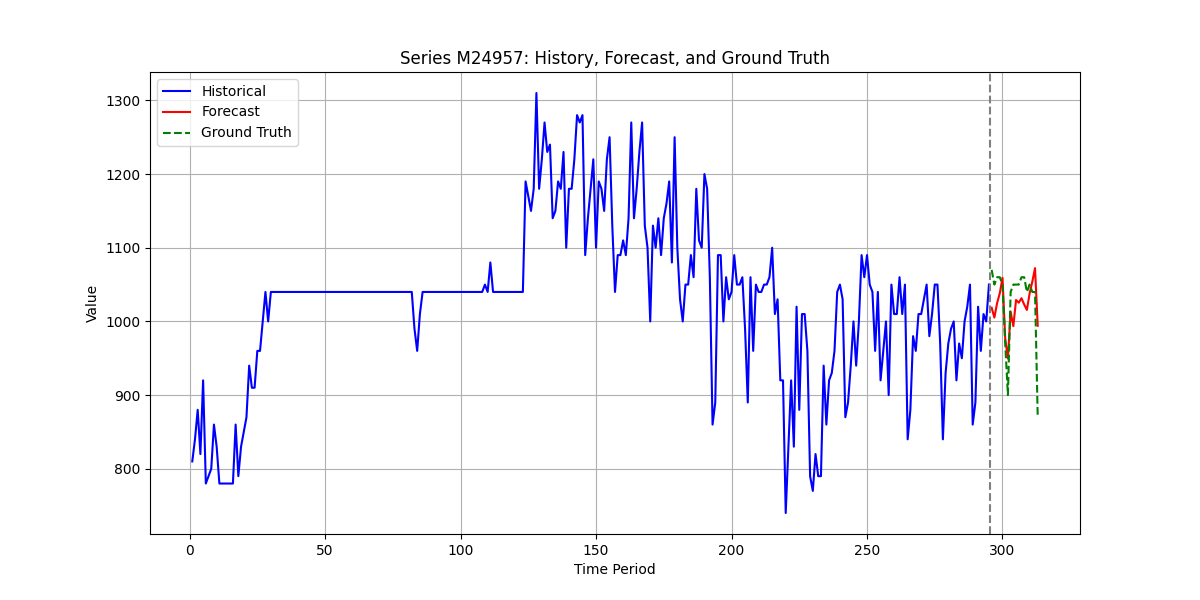 Series M24957: History, Forecast, and Ground Truth
Historical
Forecast
Ground Truth
1300
1200
1100
1000
900
800
Value
0 50 100 150 200 250 300
Time Period